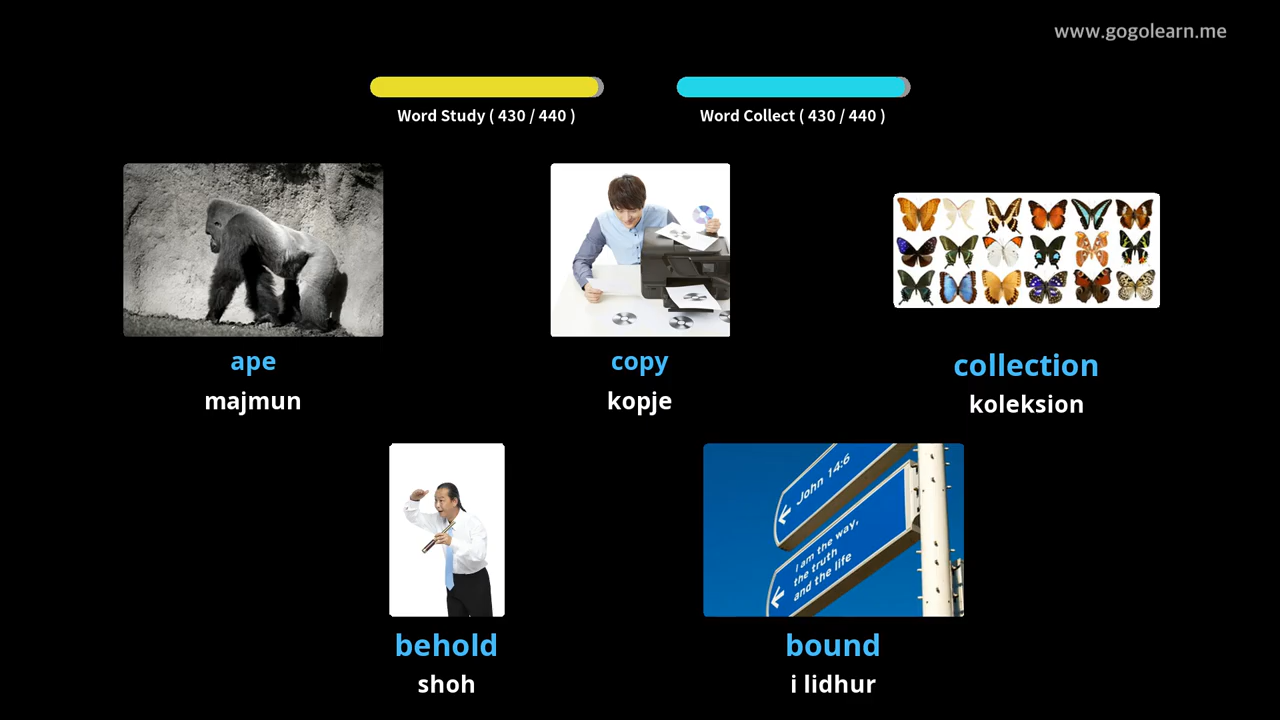 www.gogolearn.me
Word Study ( 430 / 440 )
Word Collect ( 430 / 440 )
ape
majmun
copy
kopje
collection
koleksion
John 14:6
I am the way,
the truth
and the life
behold
shoh
bound
i lidhur